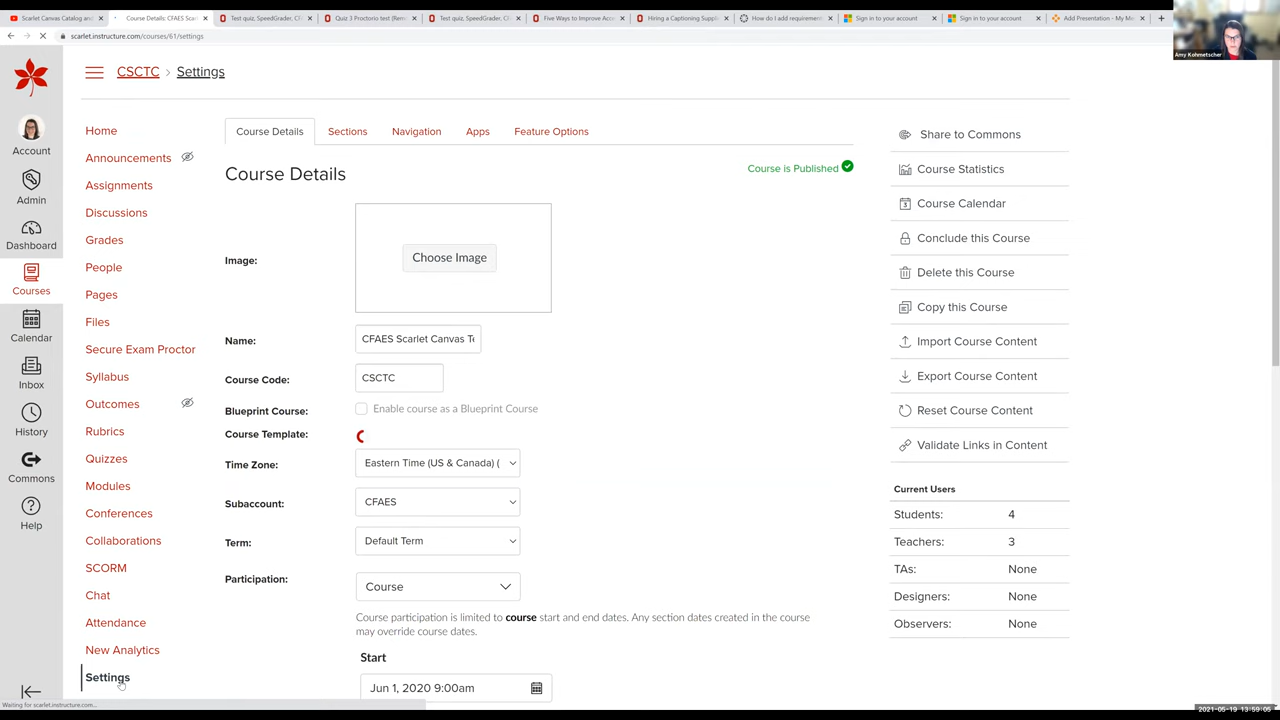 Scarlet Canvas Catalog and
Course Details: CFAES Scarl
Test quiz, SpeedGrader, CF
Quiz 3 Proctorio test (Rem
Test quiz, SpeedGrader, CF
Five Ways to Improve Acce
Hiring a Captioning Suppli
How do I add requirement
Sign in to your account
Sign in to your account
Add Presentation - My Me
scarlet.instructure.com/courses/61/settings
Amy Kohmetscher
CSCTC > Settings
Account
Admin
Dashboard
Courses
Calendar
Inbox
History
Commons
Help
Home
Announcements
Assignments
Discussions
Grades
People
Pages
Files
Secure Exam Proctor
Syllabus
Outcomes
Rubrics
Quizzes
Modules
Conferences
Collaborations
SCORM
Chat
Attendance
New Analytics
Settings
Course Details Sections Navigation Apps Feature Options
Course Details
Course is Published
Image:
Choose Image
Name: CFAES Scarlet Canvas Te
Course Code: CSCTC
Blueprint Course: Enable course as a Blueprint Course
Course Template:
Time Zone: Eastern Time (US & Canada) (
Subaccount: CFAES
Term: Default Term
Participation: Course
Course participation is limited to course start and end dates. Any section dates created in the course
may override course dates.
Start
Jun 1, 2020 9:00am
Share to Commons
Course Statistics
Course Calendar
Conclude this Course
Delete this Course
Copy this Course
Import Course Content
Export Course Content
Reset Course Content
Validate Links in Content
Current Users
Students: 4
Teachers: 3
TAs: None
Designers: None
Observers: None
Waiting for scarlet.instructure.com...
2021-05-19 13:59:05